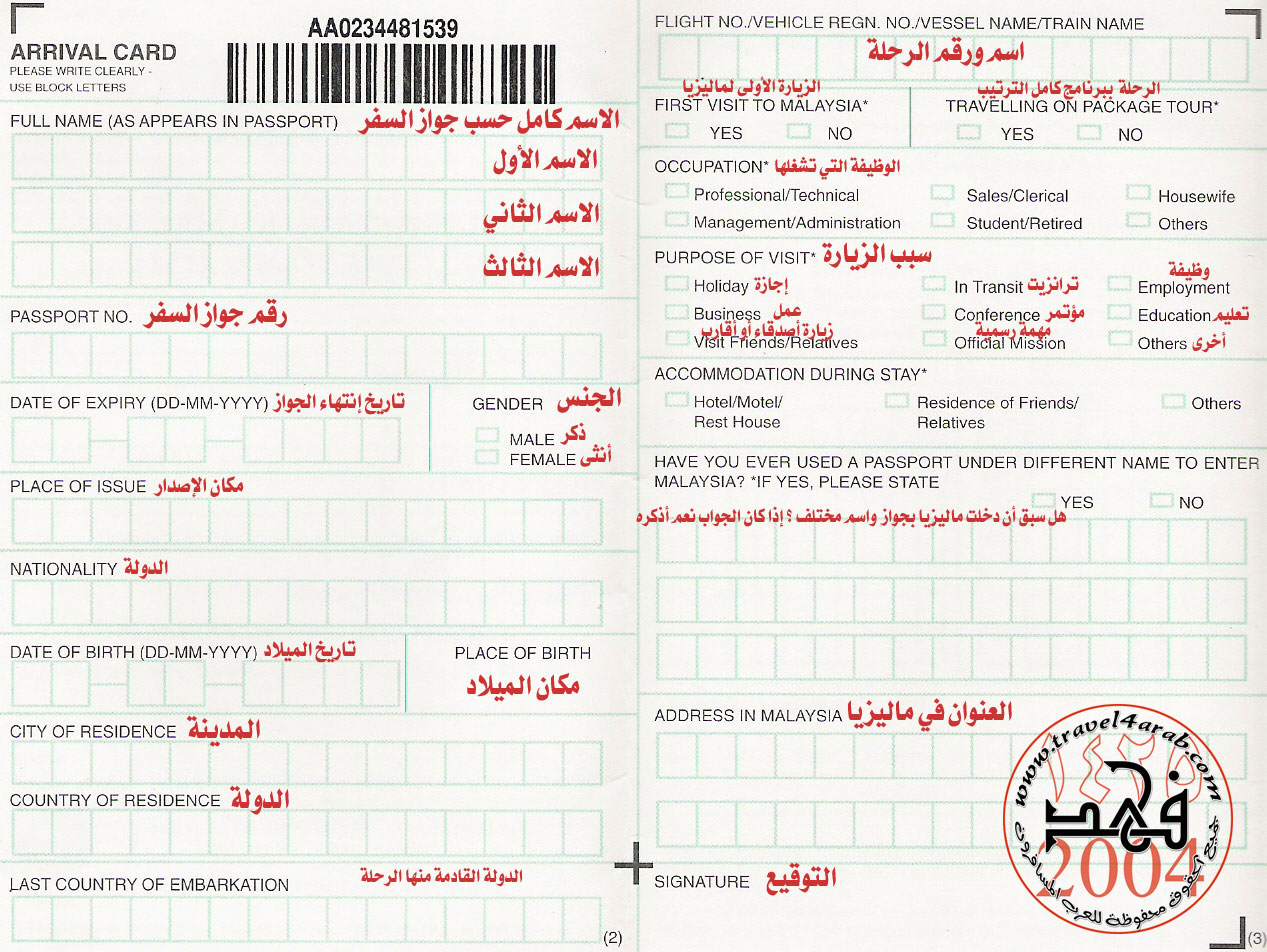 AA0234481539
ARRIVAL CARD
PLEASE WRITE CLEARLY -
USE BLOCK LETTERS
FULL NAME (AS APPEARS IN PASSPORT) الاسم كامل حسب جواز السفر
الاسم الأول
الاسم الثاني
الاسم الثالث
PASSPORT NO. رقم جواز السفر
DATE OF EXPIRY (DD-MM-YYYY) تاريخ إنتهاء الجواز
GENDER الجنس
MALE ذكر
FEMALE أنثى
PLACE OF ISSUE مكان الإصدار
NATIONALITY الدولة
DATE OF BIRTH (DD-MM-YYYY) تاريخ الميلاد
PLACE OF BIRTH
مكان الميلاد
CITY OF RESIDENCE المدينة
COUNTRY OF RESIDENCE الدولة
LAST COUNTRY OF EMBARKATION الدولة القادمة منها الرحلة
(2)
FLIGHT NO./VEHICLE REGN. NO./VESSEL NAME/TRAIN NAME
اسم ورقم الرحلة
الزيارة الأولى لماليزيا
FIRST VISIT TO MALAYSIA*
YES NO
الرحلة ببرنامج كامل الترتيب
TRAVELLING ON PACKAGE TOUR*
YES NO
OCCUPATION* الوظيفة التي تشغلها
Professional/Technical Sales/Clerical Housewife
Management/Administration Student/Retired Others
PURPOSE OF VISIT* سبب الزيارة
وظيفة
Holiday إجازة In Transit ترانزيت Employment
Business عمل Conference مؤتمر Education تعليم
زيارة أصدقاء أو أقارب مهمة رسمية
Visit Friends/Relatives Official Mission Others أخرى
ACCOMMODATION DURING STAY*
Hotel/Motel/ Residence of Friends/ Others
Rest House Relatives
HAVE YOU EVER USED A PASSPORT UNDER DIFFERENT NAME TO ENTER
MALAYSIA? *IF YES, PLEASE STATE
YES NO
هل سبق أن دخلت ماليزيا بجواز واسم مختلف ؟ إذا كان الجواب نعم أذكره
ADDRESS IN MALAYSIA العنوان في ماليزيا
SIGNATURE التوقيع
www.travel4arab.com
١٤٢٥
فهد
2004
جميع الحقوق محفوظة للعرب المسافرون
(3)